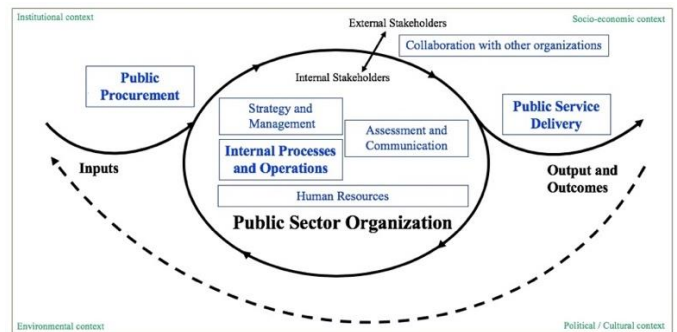 Institutional context
Socio-economic context
External Stakeholders
Collaboration with other organizations
Internal Stakeholders
Public
Procurement
Strategy and
Management
Assessment and
Communication
Public Service
Delivery
Internal Processes
and Operations
Inputs
Output and
Outcomes
Human Resources
Public Sector Organization
Environmental context
Political / Cultural context